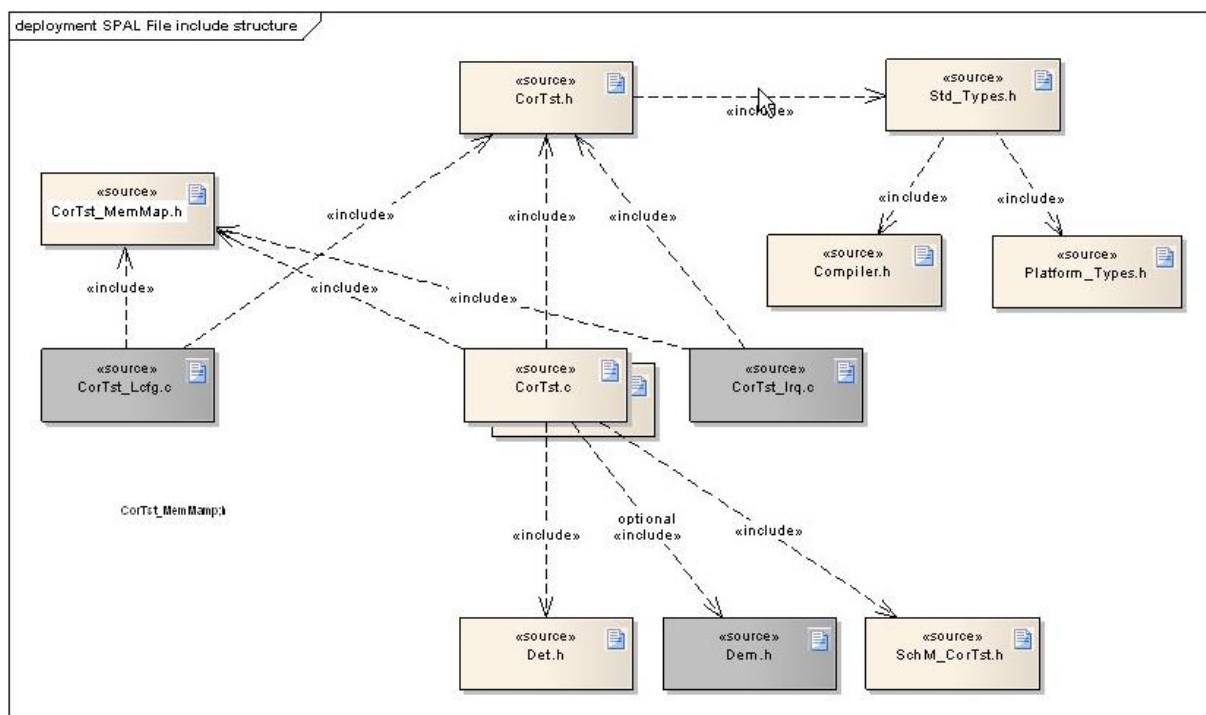 deployment SPAL File include structure
«source»
CorTst.h
«source»
Std_Types.h
«include»
«source»
CorTst_MemMap.h
«include»
«include»
«include»
«include»
«include»
«source»
Compiler.h
«source»
Platform_Types.h
«include»
«include»
«include»
«source»
CorTst_Lcfg.c
«source»
CorTst.c
«source»
CorTst_Irq.c
CorTst_MemMamp;h
optional
«include»
«include»
«include»
«source»
Det.h
«source»
Dem.h
«source»
SchM_CorTst.h